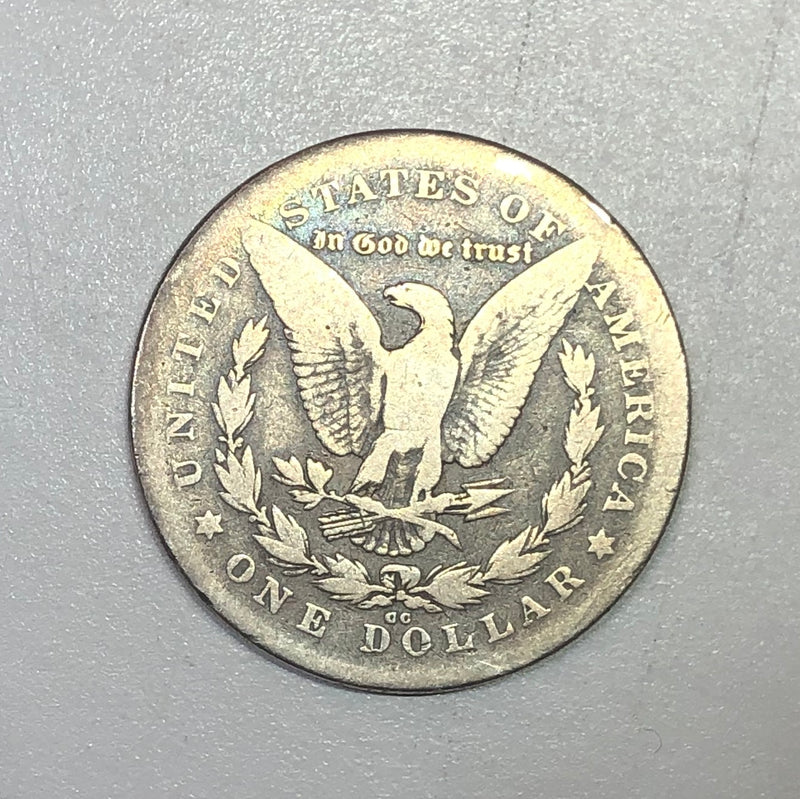 UNITED STATES OF AMERICA
In God we trust
CC
ONE DOLLAR